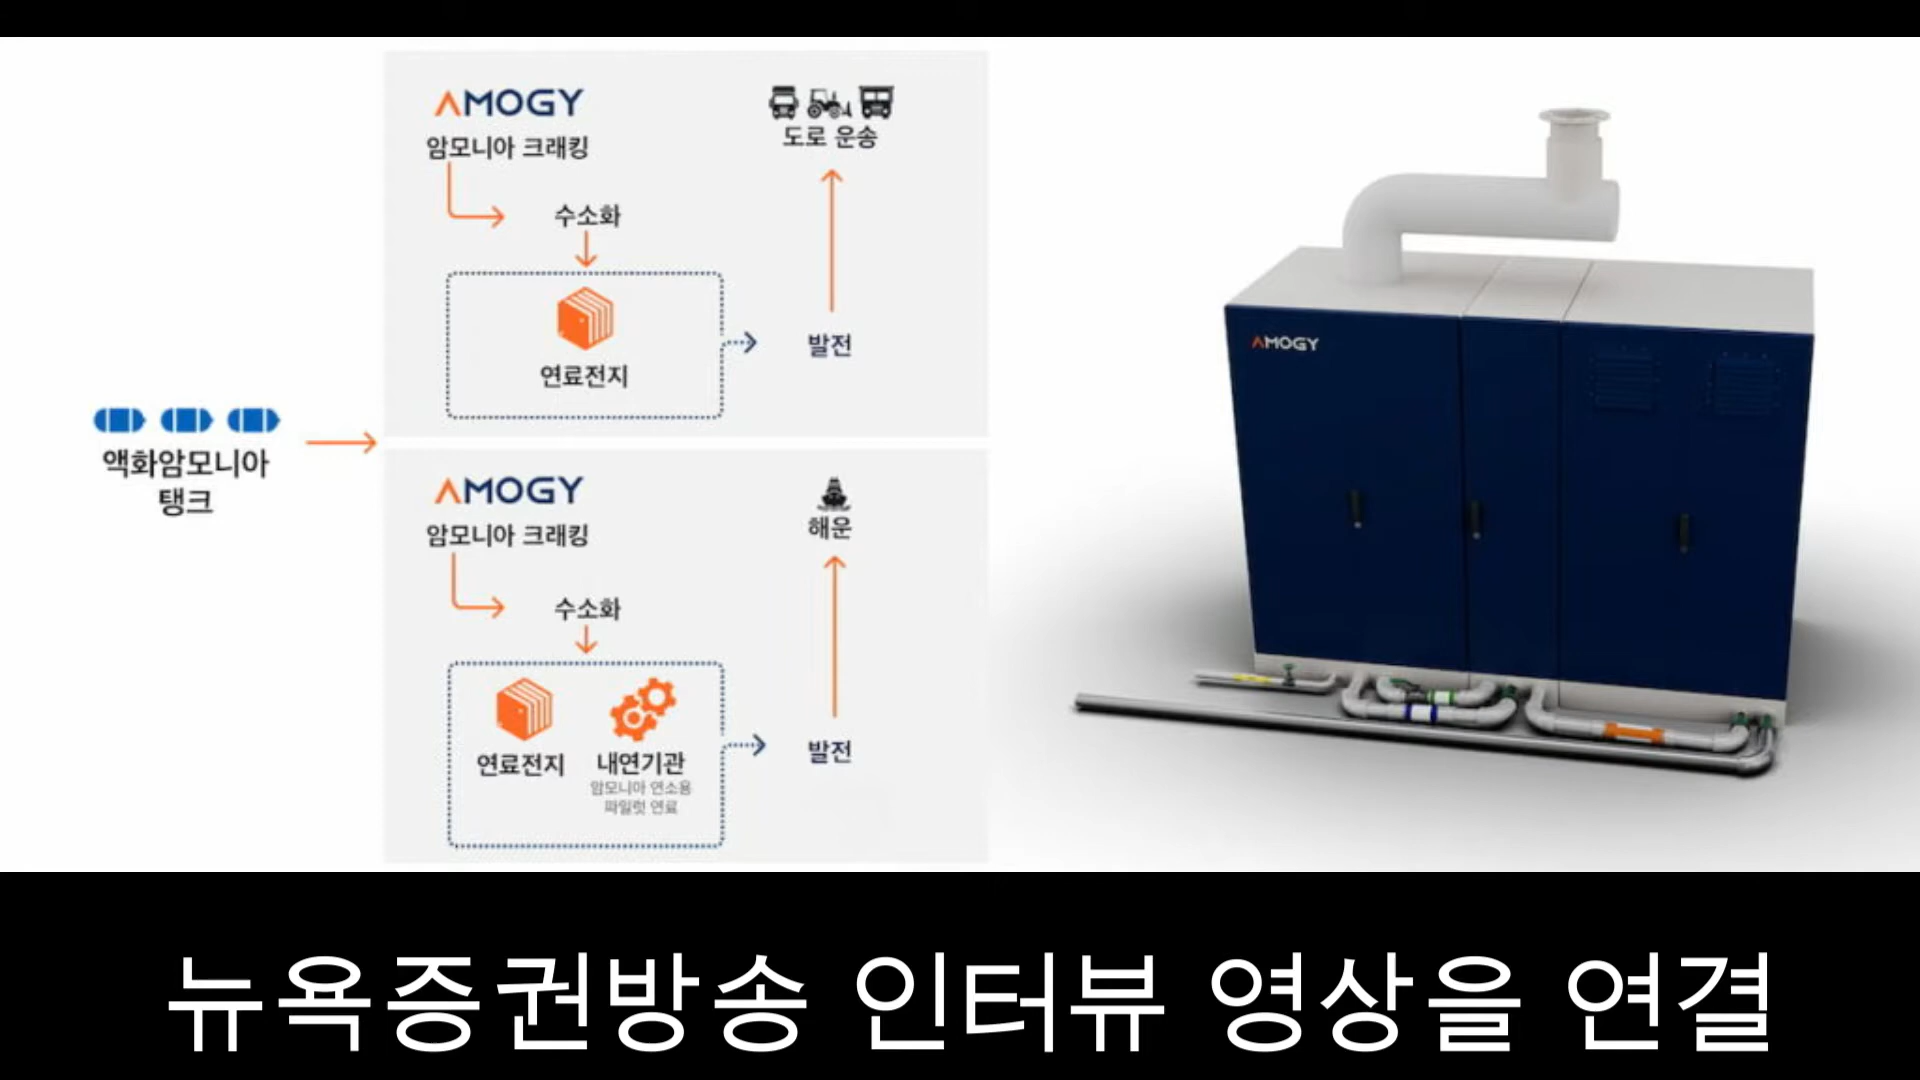 AMOGY
암모니아 크래킹
도로 운송
수소화
연료전지
발전
액화암모니아
탱크
AMOGY
암모니아 크래킹
해운
수소화
연료전지
내연기관
암모니아 연소용
파일럿 연료
발전
AMOGY
뉴욕증권방송 인터뷰 영상을 연결